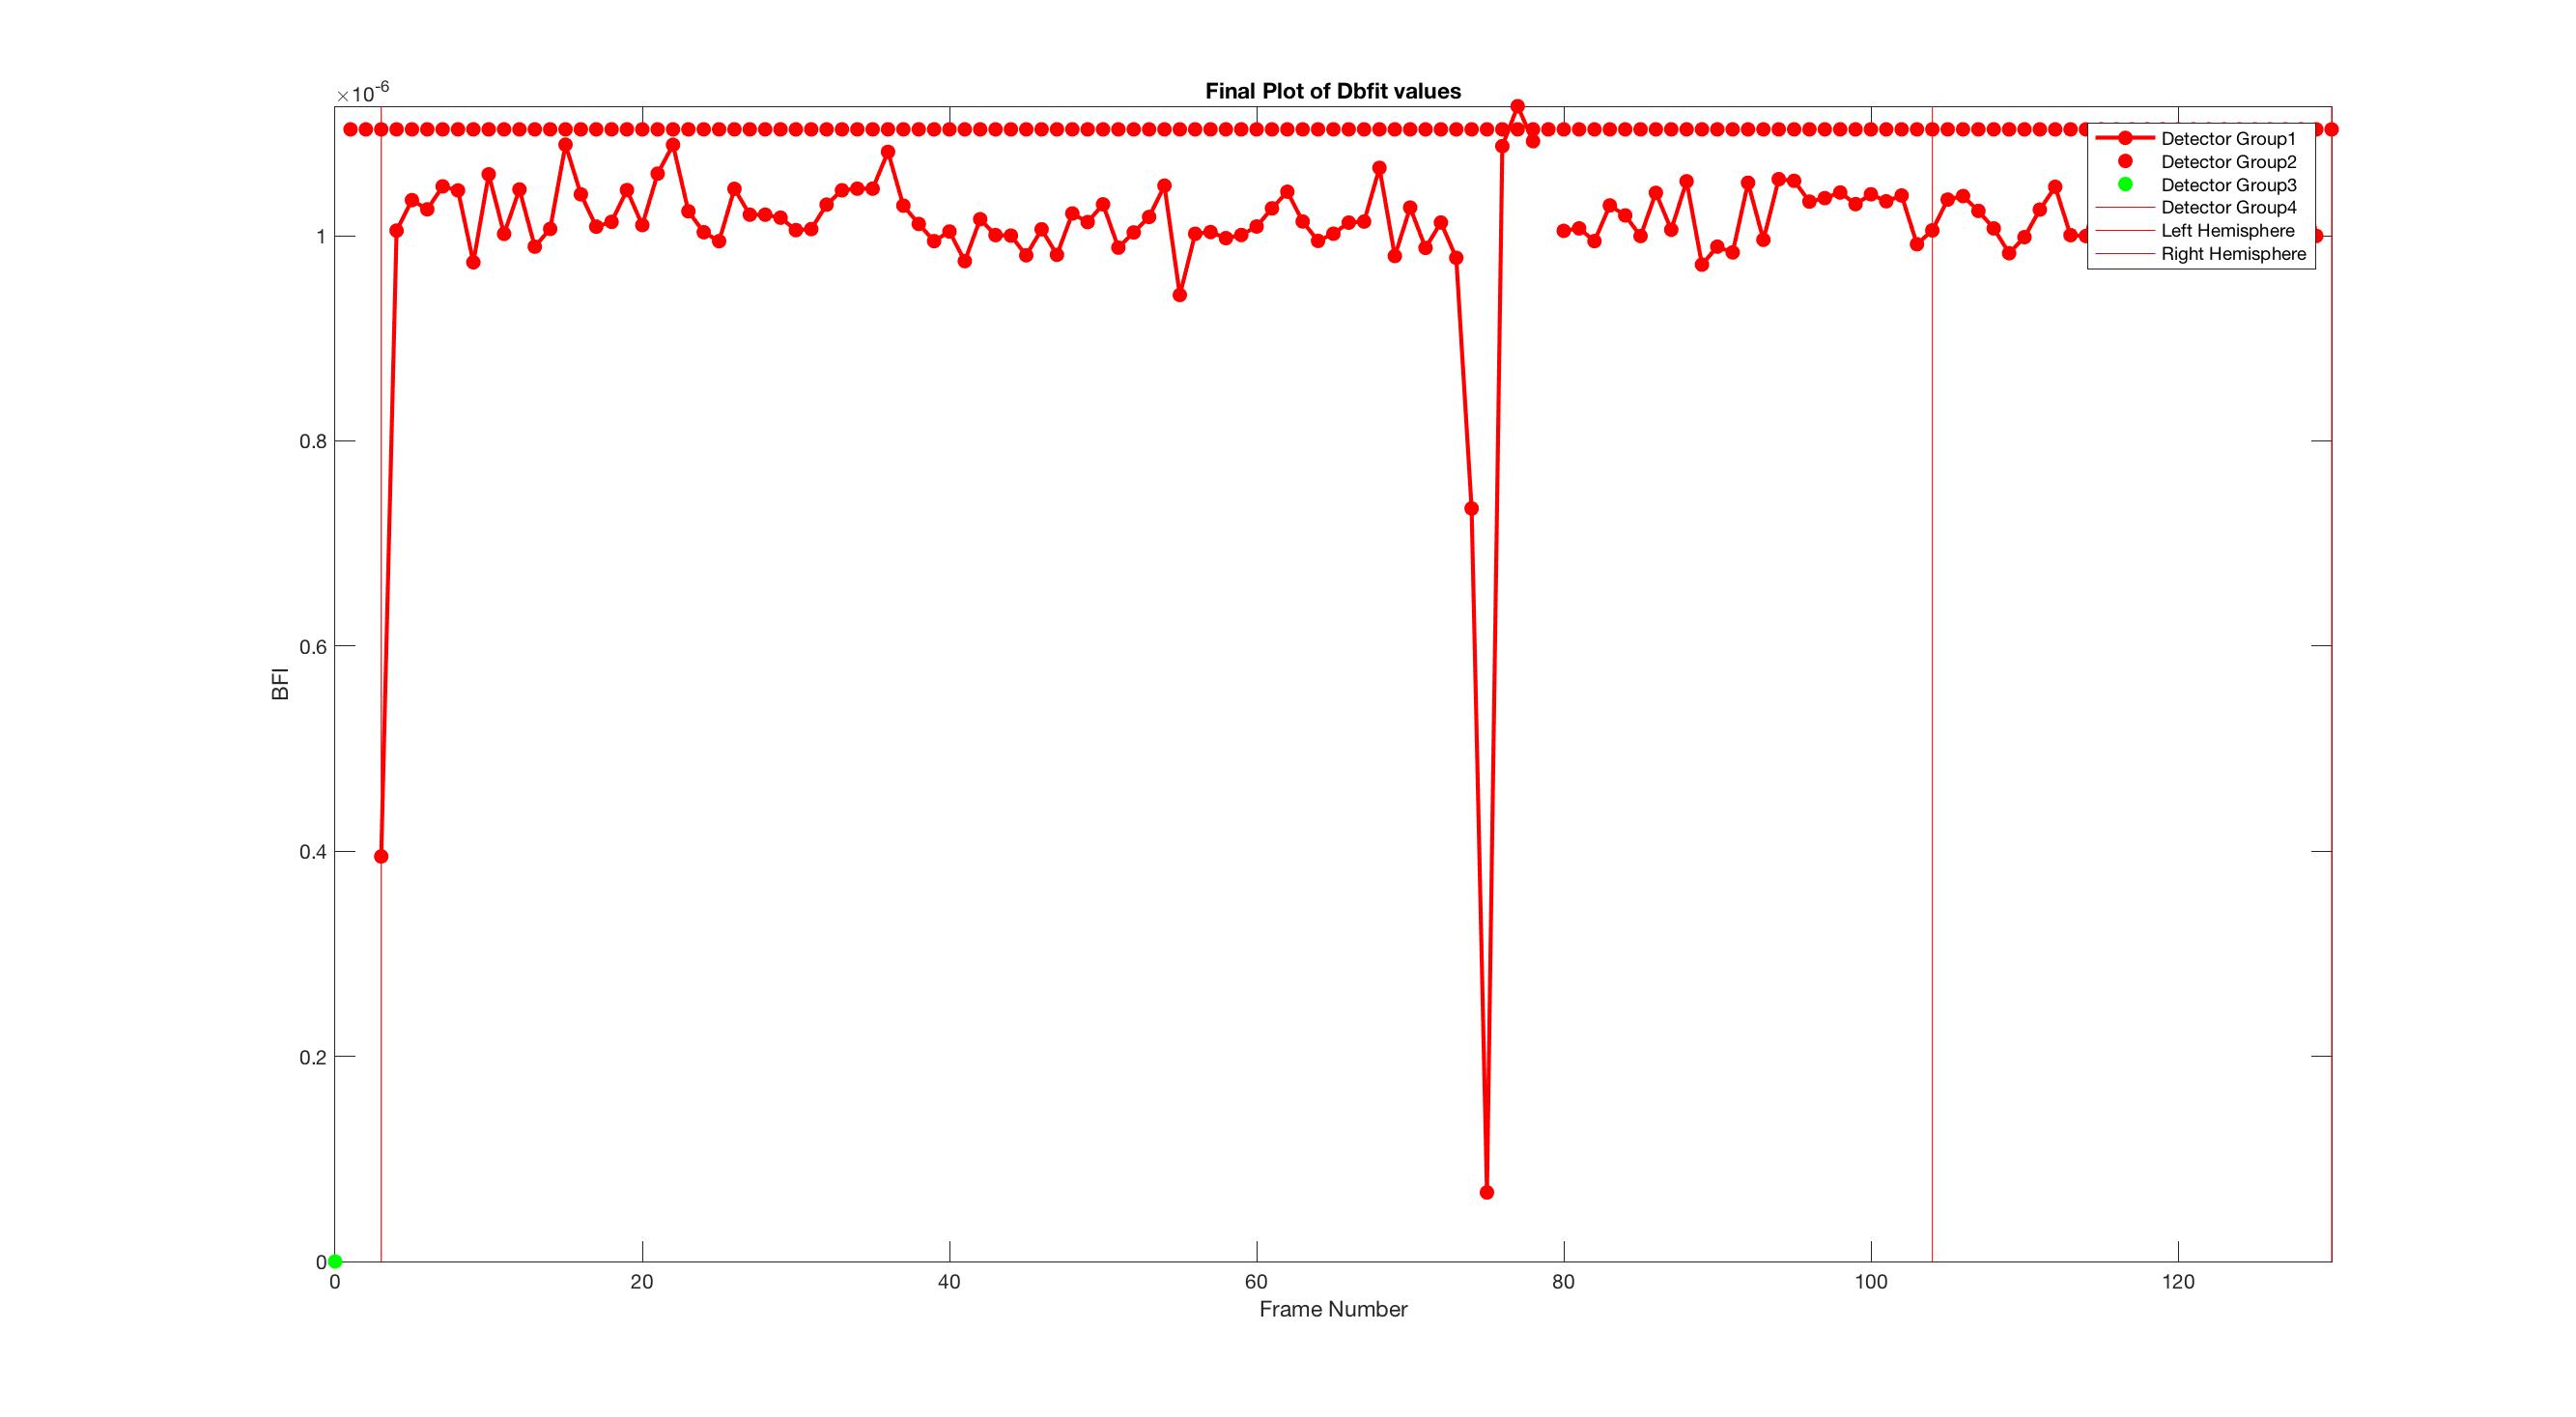 Final Plot of Dbfit values
×10-6
1
0.8
0.6
0.4
0.2
0
BFI
0 20 40 60 80 100 120
Frame Number
Detector Group1
Detector Group2
Detector Group3
Detector Group4
Left Hemisphere
Right Hemisphere